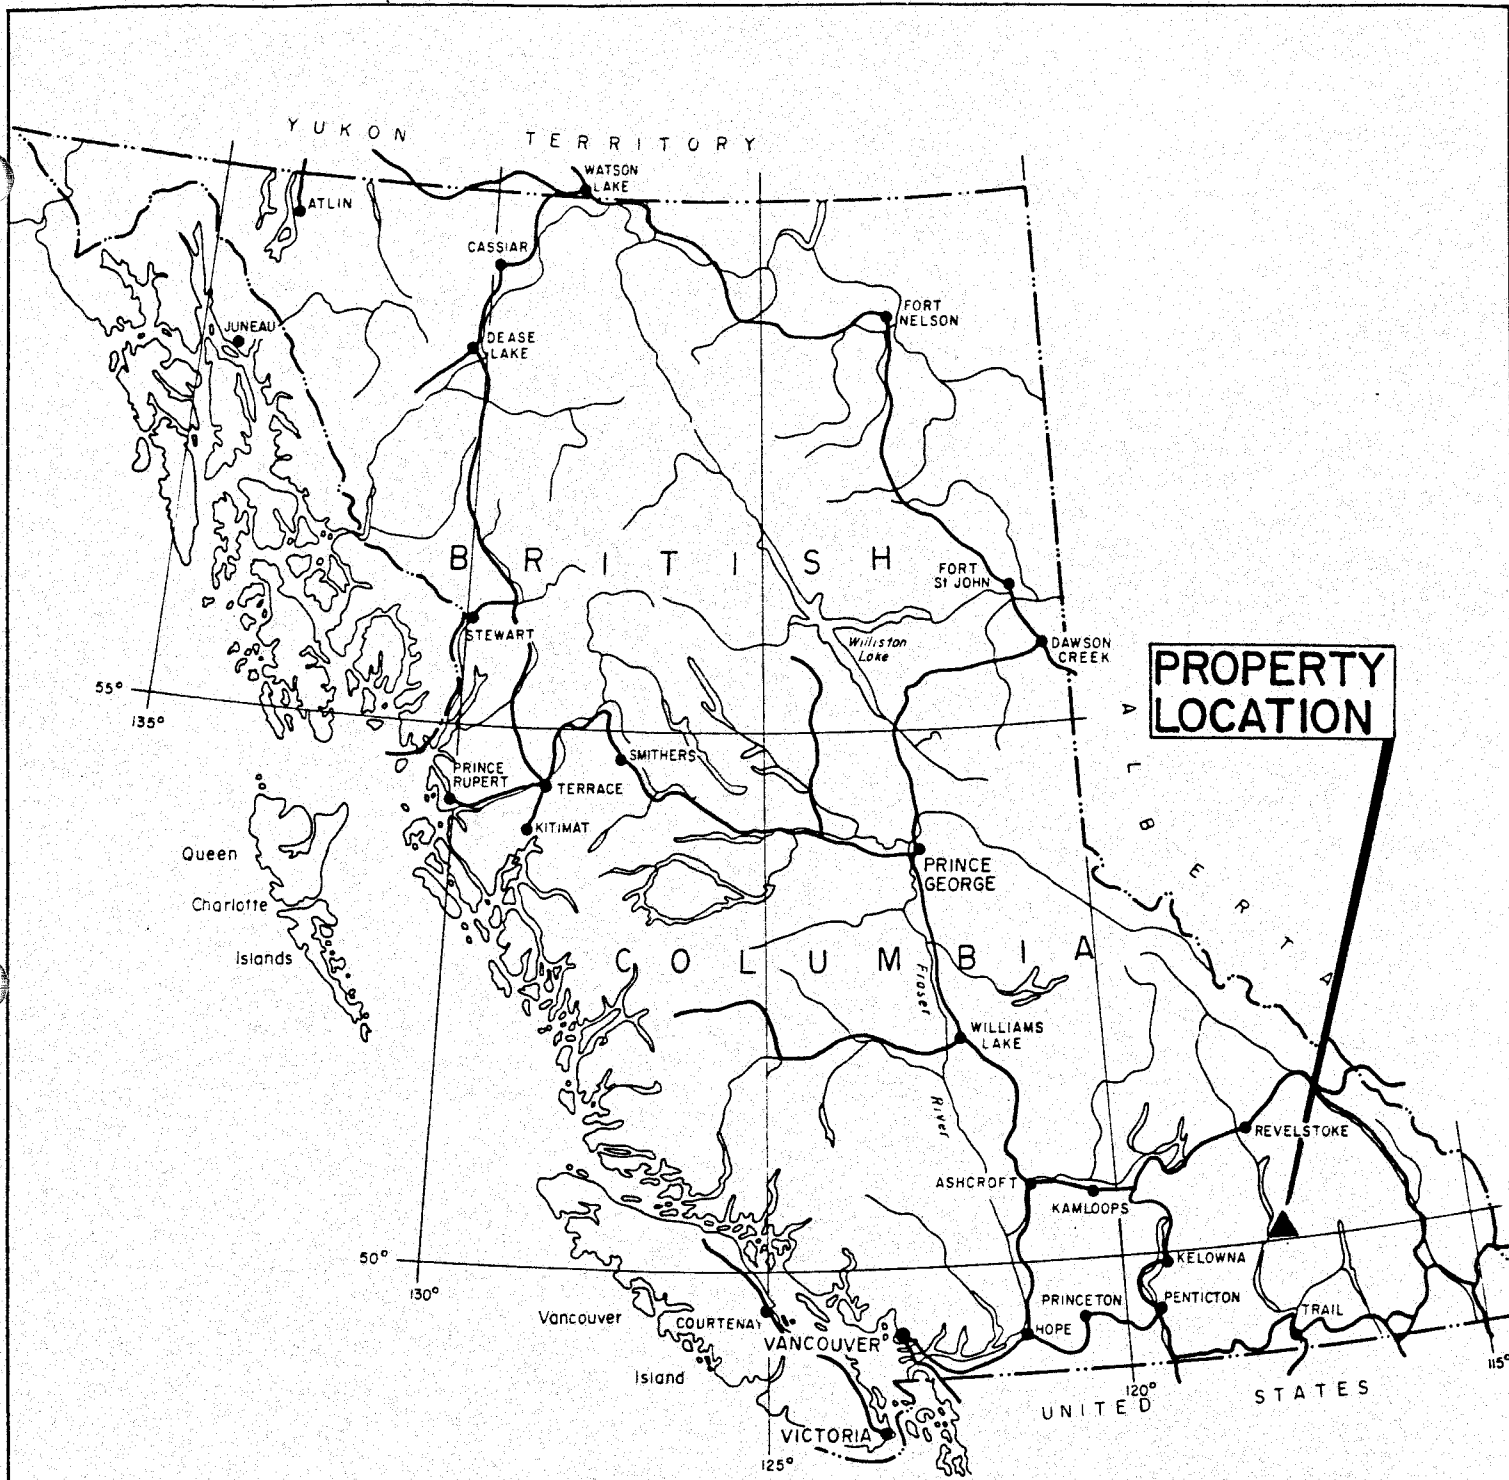 YUKON TERRITORY
WATSON
LAKE
ATLIN
CASSIAR
FORT
NELSON
JUNEAU
DEASE
LAKE
BRITISH
FORT
St JOHN
STEWART
Williston
Lake
DAWSON
CREEK
PROPERTY
LOCATION
55°
135°
ALBERTA
SMITHERS
PRINCE
RUPERT
TERRACE
KITIMAT
Queen
Charlotte
Islands
PRINCE
GEORGE
COLUMBIA
Fraser
River
WILLIAMS
LAKE
REVELSTOKE
ASHCROFT
KAMLOOPS
50°
130°
KELOWNA
PRINCETON
PENTICTON
Vancouver
Island
COURTENAY
TRAIL
HOPE
VANCOUVER
115°
120°
UNITED STATES
VICTORIA
125°